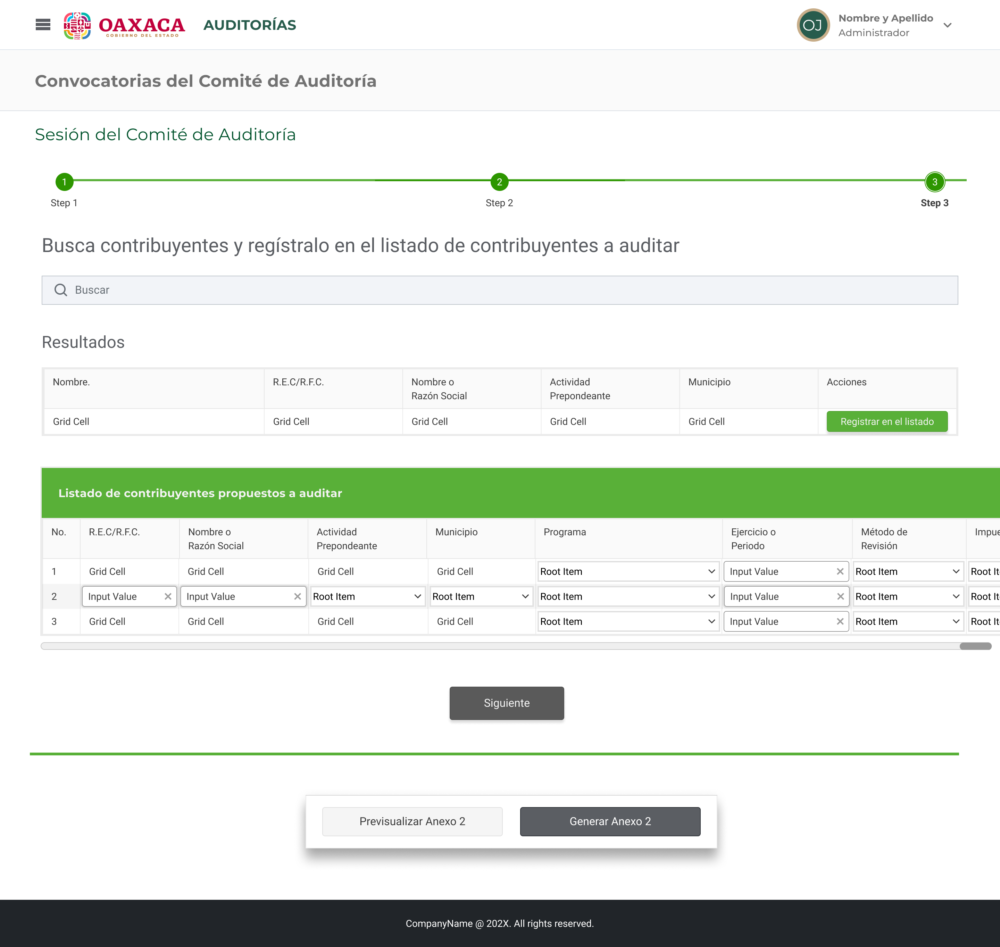 OAXACA
GOBIERNO DEL ESTADO
AUDITORÍAS
OJ
Nombre y Apellido
Administrador
Convocatorias del Comité de Auditoría
Sesión del Comité de Auditoría
1
2
3
Step 1
Step 2
Step 3
Busca contribuyentes y regístralo en el listado de contribuyentes a auditar
Buscar
Resultados
Nombre. R.E.C/R.F.C. Nombre o Actividad Municipio Acciones
Razón Social Prepondeante
Grid Cell Grid Cell Grid Cell Grid Cell Grid Cell Registrar en el listado
Listado de contribuyentes propuestos a auditar
No. R.E.C/R.F.C. Nombre o Actividad Municipio Programa Ejercicio o Método de Impue
Razón Social Prepondeante Periodo Revisión
1 Grid Cell Grid Cell Grid Cell Grid Cell Root Item Input Value Root Item Root It
2 Input Value Input Value Root Item Root Item Root Item Input Value Root Item Root It
3 Grid Cell Grid Cell Grid Cell Grid Cell Root Item Input Value Root Item Root It
Siguiente
Previsualizar Anexo 2
Generar Anexo 2
CompanyName @ 202X. All rights reserved.